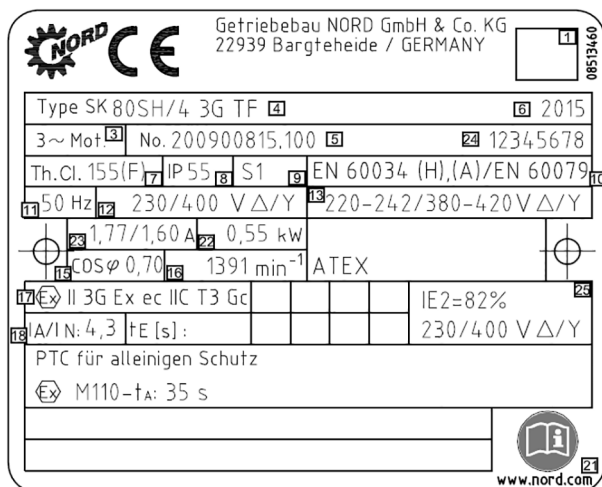 NORD CE Getriebebau NORD GmbH & Co. KG
22939 Bargteheide / GERMANY
1
08513460
Type SK 80SH/4 3G TF 4 6 2015
3~ Mot. 3 No. 200900815.100 5 24 12345678
Th.Cl. 155(F) 7 IP 55 8 S1 9 EN 60034 (H),(A)/EN 60079 10
11 50 Hz 12 230/400 V △/Y 13 220-242/380-420V △/Y
23 1,77/1,60 A 22 0,55 kW
15 COSφ 0,70 16 1391 min⁻¹ ATEX
17 Ex II 3G Ex ec IIC T3 Gc IE2=82% 25
18 IA/IN: 4,3 tE [s] : 230/400 V △/Y
PTC für alleinigen Schutz
Ex M110-tA: 35 s
21
www.nord.com